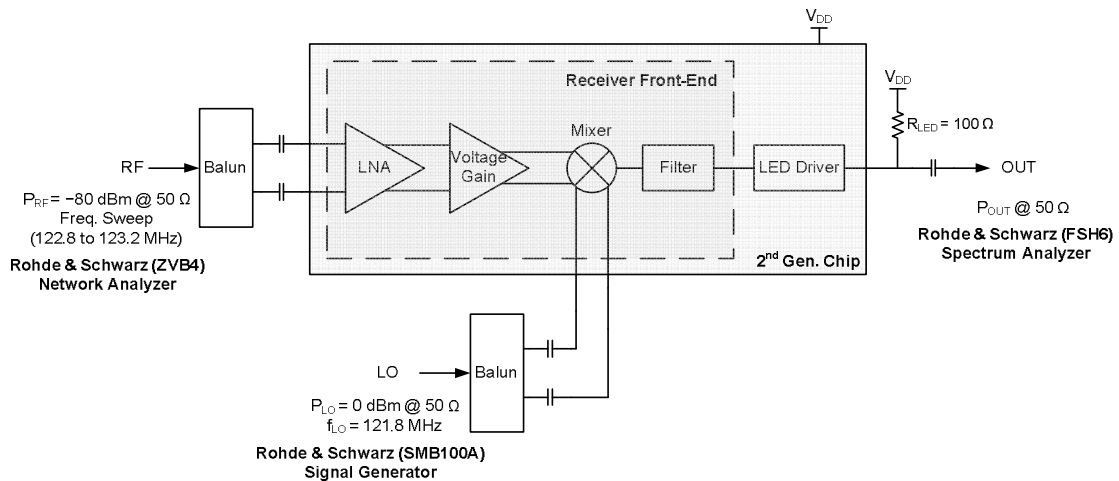 V_DD
Receiver Front-End
V_DD
R_LED = 100 Ω
Mixer
Balun
RF
LNA
Voltage
Gain
Filter
LED Driver
OUT
P_RF = −80 dBm @ 50 Ω
Freq. Sweep
(122.8 to 123.2 MHz)
Rohde & Schwarz (ZVB4)
Network Analyzer
P_OUT @ 50 Ω
Rohde & Schwarz (FSH6)
Spectrum Analyzer
2nd Gen. Chip
LO
Balun
P_LO = 0 dBm @ 50 Ω
f_LO = 121.8 MHz
Rohde & Schwarz (SMB100A)
Signal Generator